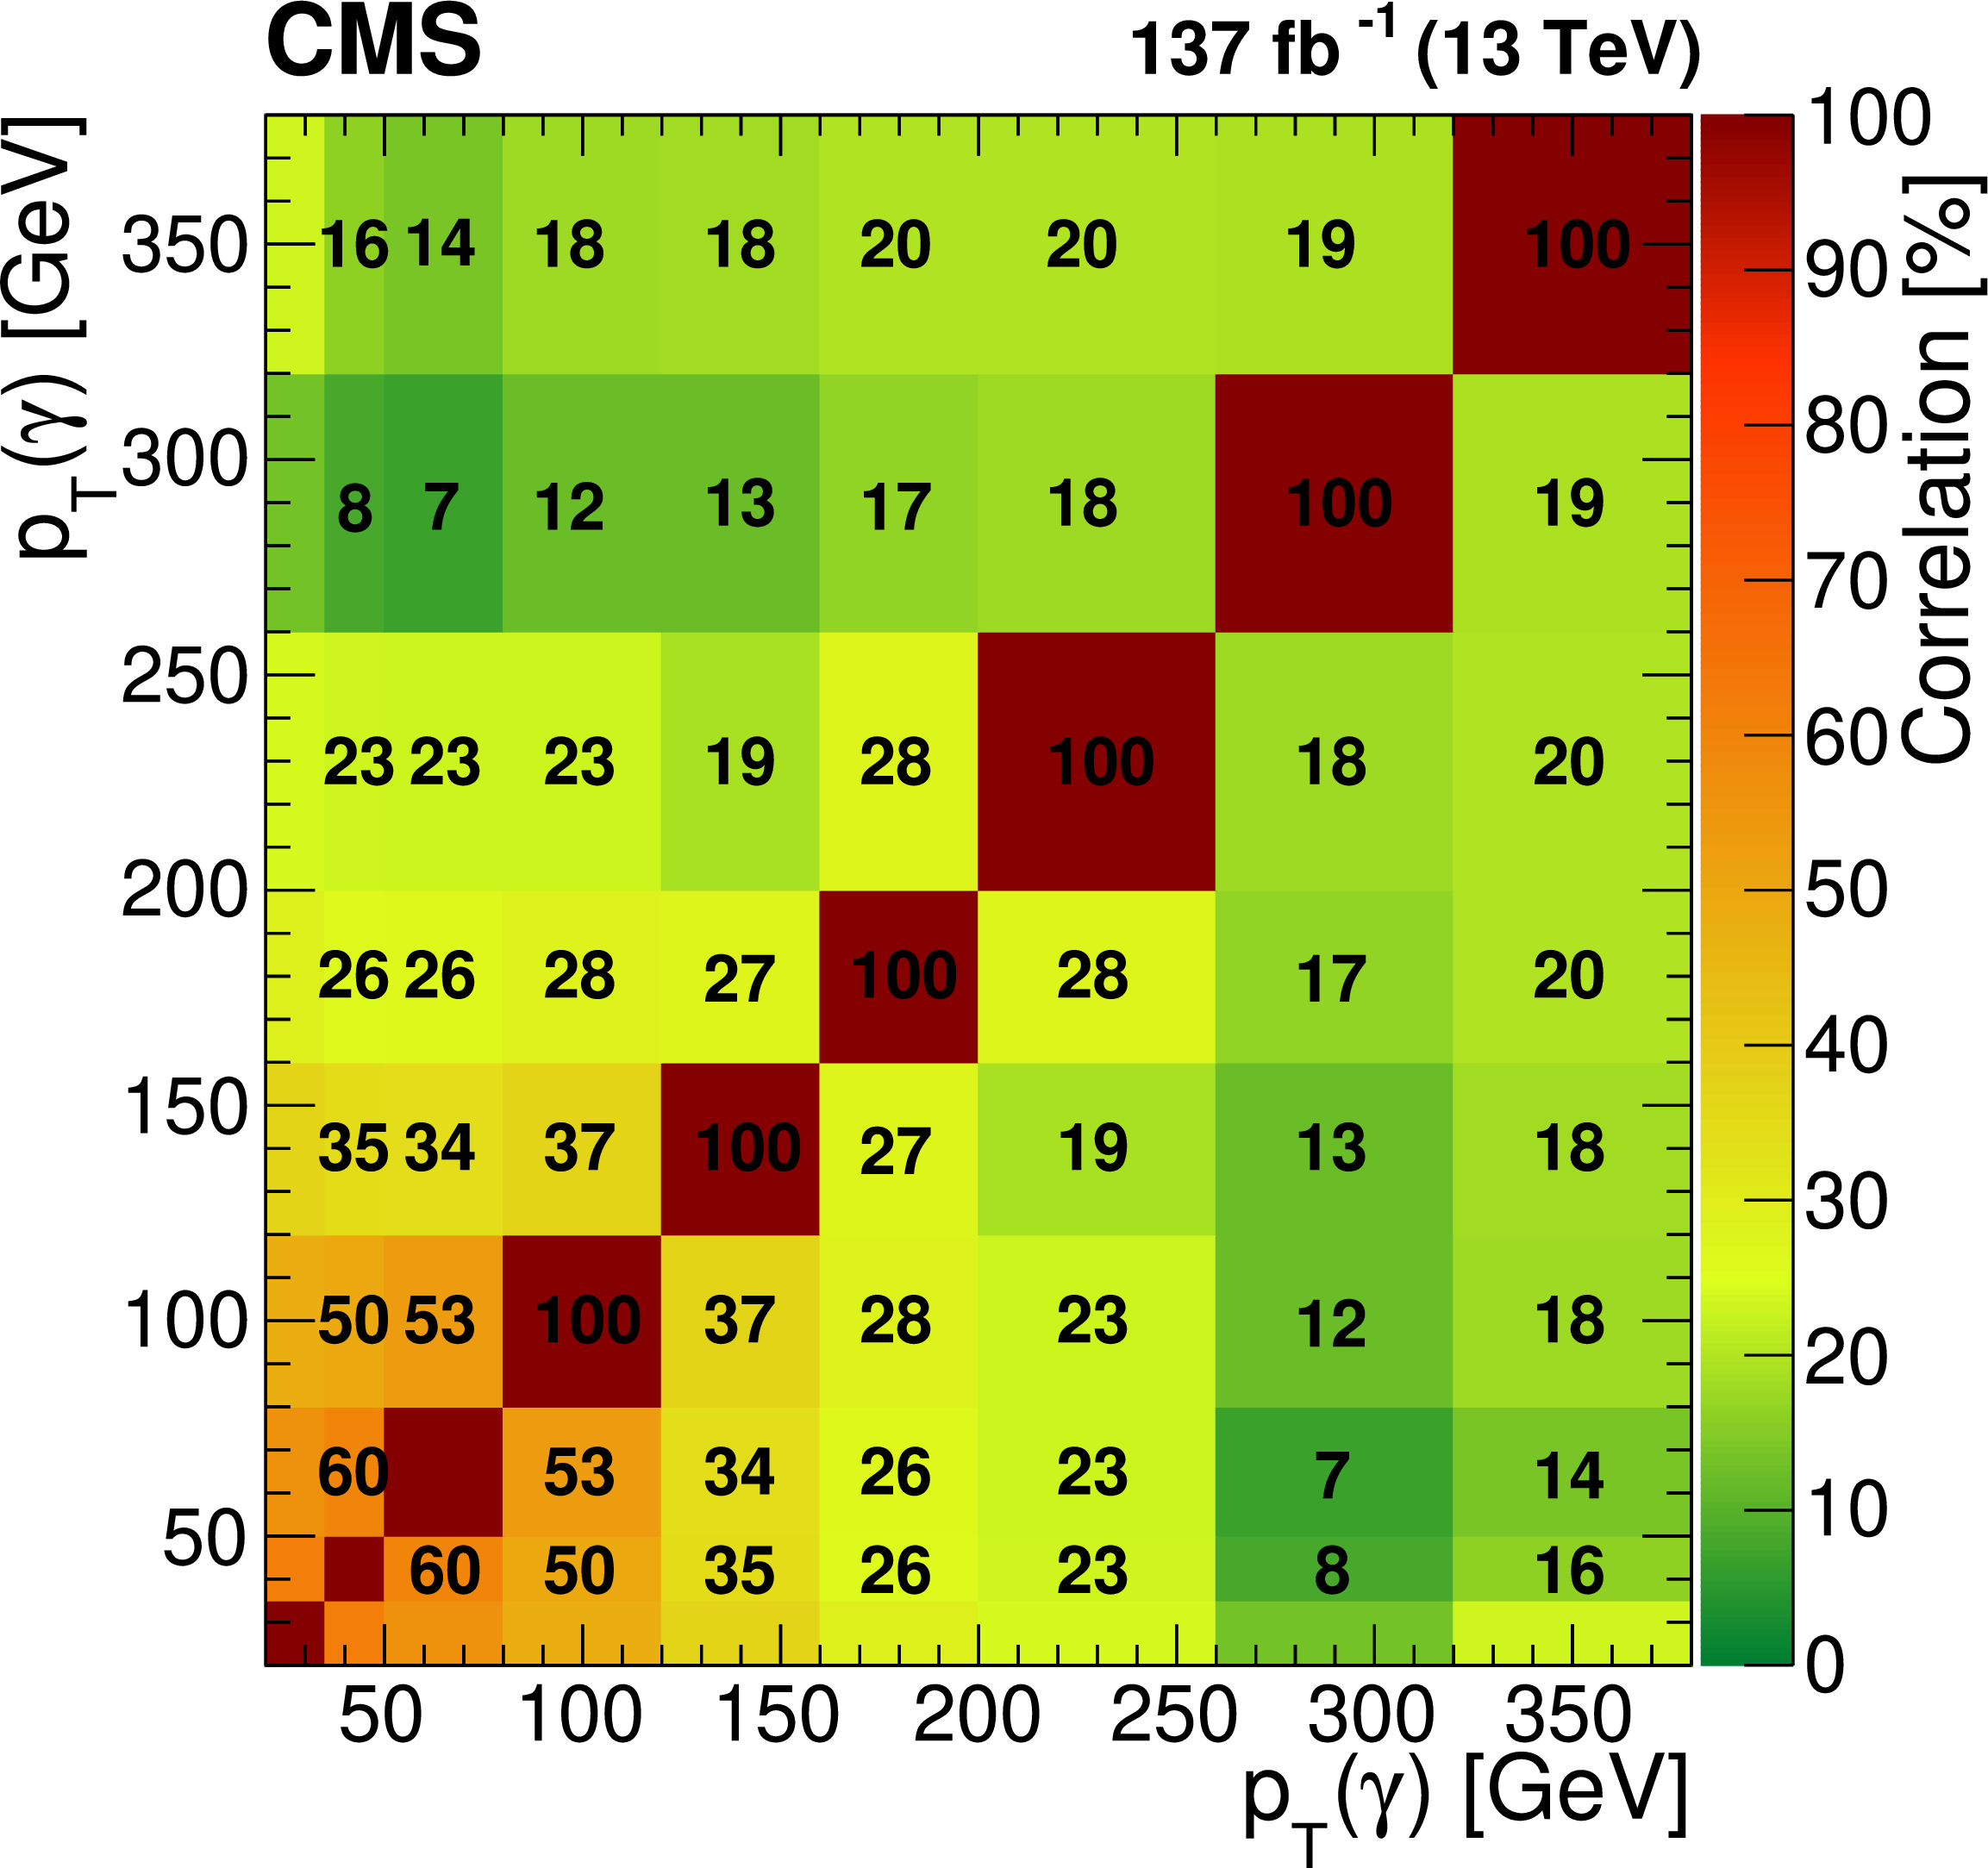 CMS 137 fb-1 (13 TeV)
pT(γ) [GeV]
Correlation [%]
350 16 14 18 18 20 20 19 100
300 8 7 12 13 17 18 100 19
250
23 23 23 19 28 100 18 20
200
26 26 28 27 100 28 17 20
150
35 34 37 100 27 19 13 18
100 50 53 100 37 28 23 12 18
60 53 34 26 23 7 14
50
60 50 35 26 23 8 16
50 100 150 200 250 300 350
pT(γ) [GeV]
100
90
80
70
60
50
40
30
20
10
0